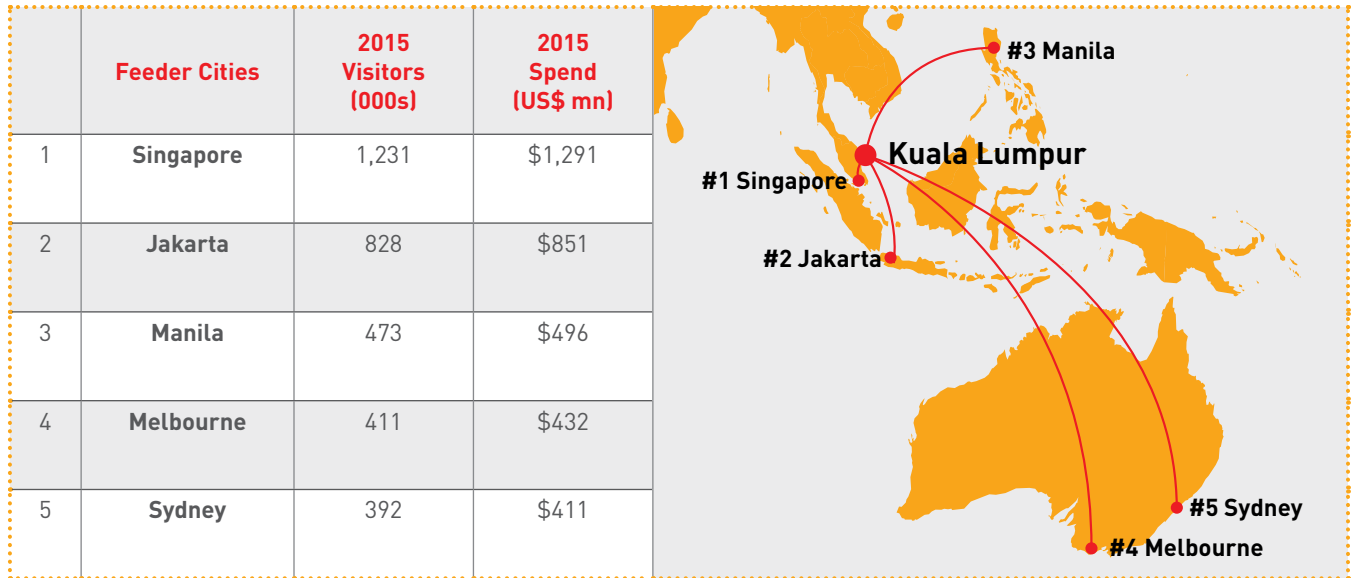 Feeder Cities
2015
Visitors
(000s)
2015
Spend
(US$ mn)
1 Singapore 1,231 $1,291
2 Jakarta 828 $851
3 Manila 473 $496
4 Melbourne 411 $432
5 Sydney 392 $411
#3 Manila
Kuala Lumpur
#1 Singapore
#2 Jakarta
#5 Sydney
#4 Melbourne